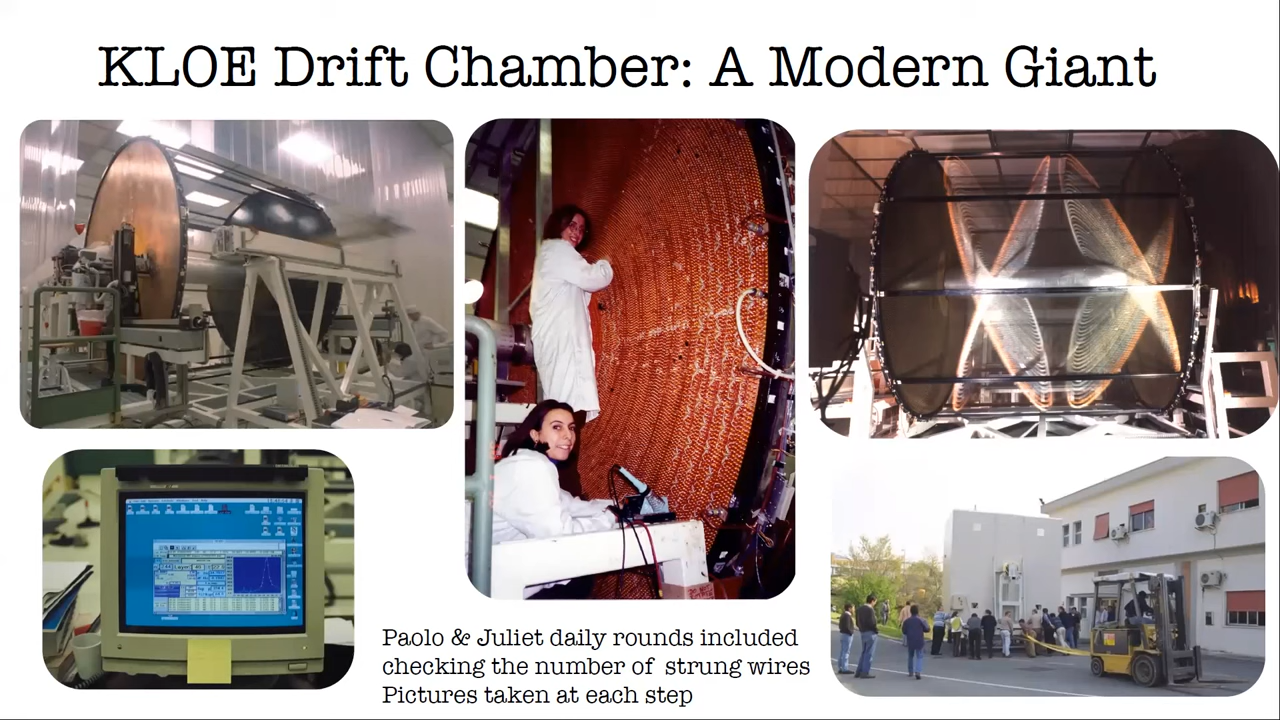 KLOE Drift Chamber: A Modern Giant
Paolo & Juliet daily rounds included
checking the number of strung wires
Pictures taken at each step